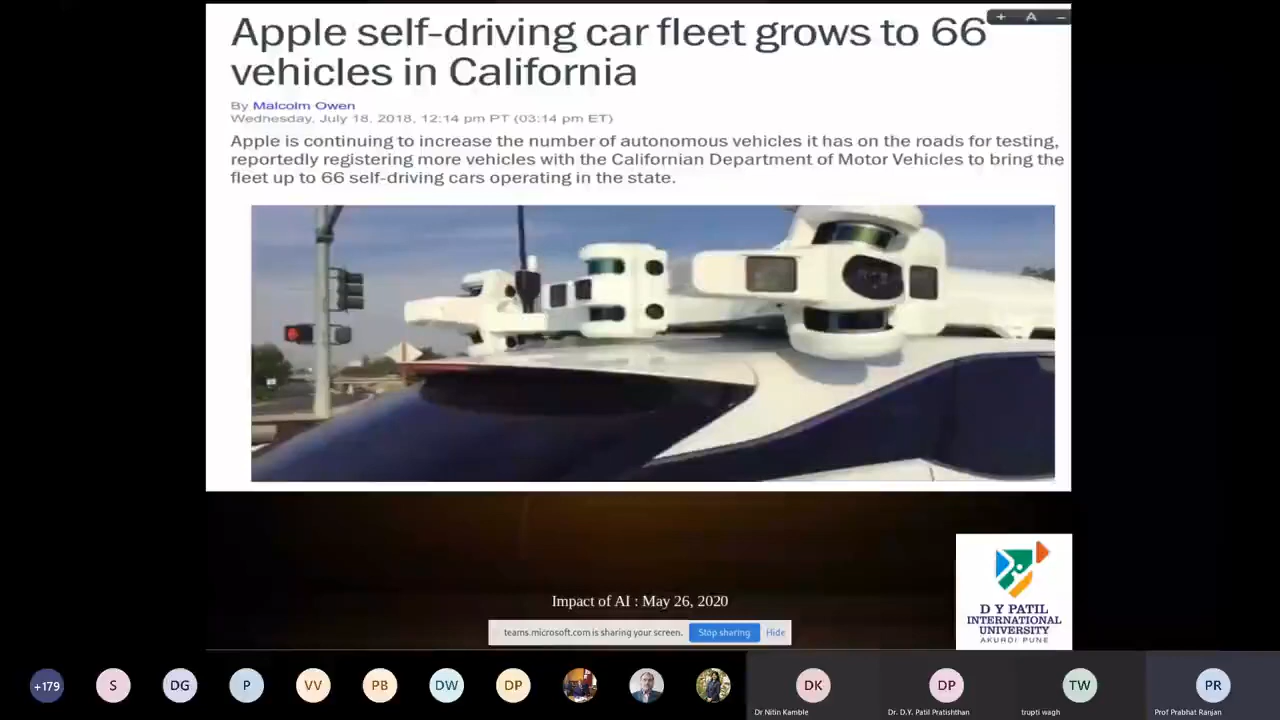 Apple self-driving car fleet grows to 66
vehicles in California
+ A –
By Malcolm Owen
Wednesday, July 18, 2018, 12:14 pm PT (03:14 pm ET)
Apple is continuing to increase the number of autonomous vehicles it has on the roads for testing,
reportedly registering more vehicles with the Californian Department of Motor Vehicles to bring the
fleet up to 66 self-driving cars operating in the state.
Impact of AI : May 26, 2020
teams.microsoft.com is sharing your screen. Stop sharing Hide
D Y PATIL
INTERNATIONAL
UNIVERSITY
AKURDI PUNE
+179 S DG P VV PB DW DP DK DP TW PR
Dr Nitin Kamble Dr. D.Y. Patil Pratishthan trupti wagh Prof Prabhat Ranjan